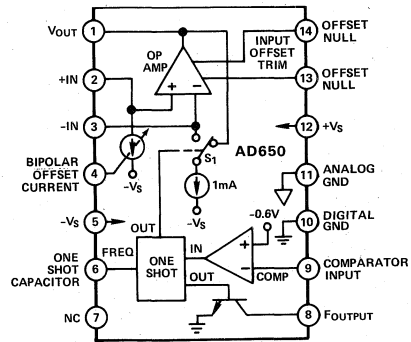 VOUT 1
+IN 2
–IN 3
BIPOLAR
OFFSET
CURRENT 4
–VS 5
ONE
SHOT
CAPACITOR 6
NC 7
OP
AMP
+ –
INPUT
OFFSET
TRIM
S1
AD650
1mA
–VS
–VS
OUT
FREQ
ONE
SHOT
IN
OUT
–0.6V
+
–
COMP
14 OFFSET
NULL
13 OFFSET
NULL
12 +VS
11 ANALOG
GND
10 DIGITAL
GND
9 COMPARATOR
INPUT
8 FOUTPUT